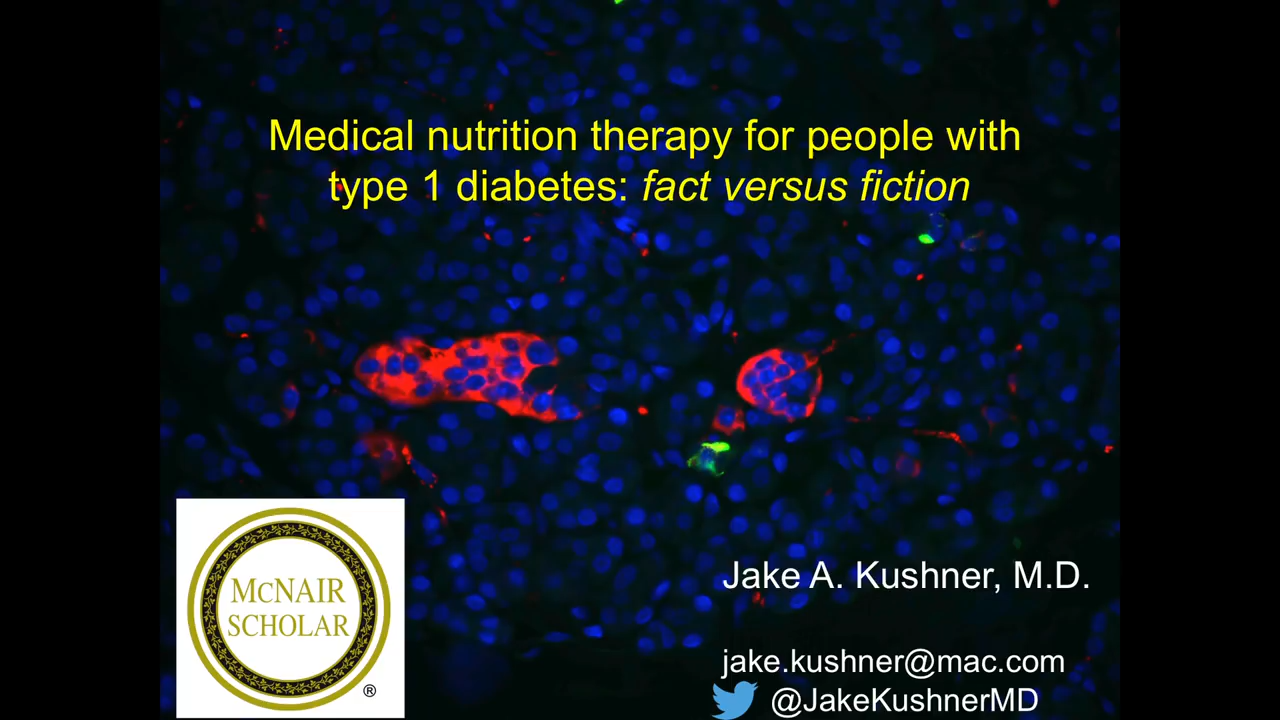 Medical nutrition therapy for people with
type 1 diabetes: fact versus fiction
McNAIR
SCHOLAR
®
Jake A. Kushner, M.D.
jake.kushner@mac.com
@JakeKushnerMD